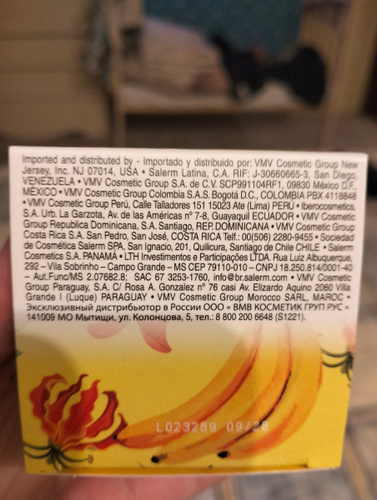 Imported and distributed by - Importado y distribuido por: VMV Cosmetic Group New
Jersey, Inc. NJ 07014, USA • Salerm Latina, C.A. RIF: J-30660665-3, San Diego,
VENEZUELA • VMV Cosmetic Group S.A. de C.V. SCP991104RF1, 09830 México D.F.,
MÉXICO • VMV Cosmetic Group Colombia S.A.S. Bogotá D.C., COLOMBIA PBX 4118848
• VMV Cosmetic Group Perú, Calle Talladores 151 15023 Ate (Lima) PERU • Iberocosmetics,
S.A. Urb. La Garzota, Av. de las Américas nº 7-8, Guayaquil ECUADOR • VMV Cosmetic
Group Republica Dominicana, S.A. Santiago, REP. DOMINICANA • VMV Cosmetic Group
Costa Rica S.A. San Pedro, San José, COSTA RICA Telf: 00(506) 2280-9455 • Sociedad
de Cosmética Salerm SPA, San Ignacio, 201, Quilicura, Santiago de Chile CHILE • Salerm
Cosmetics S.A. PANAMÁ • LTH Investimentos e Participações LTDA. Rua Luiz Albuquerque,
292 – Vila Sobrinho – Campo Grande – MS CEP 79110-010 – CNPJ 18.250.814/0001-40
– Aut.Func/MS 2.07682.8; SAC 67 3253-1760, info@br.salerm.com • VMV Cosmetic
Group Paraguay, S.A. C/ Rosa A. Gonzalez nº 76 casi Av. Elizardo Aquino 2060 Villa
Grande I (Luque) PARAGUAY • VMV Cosmetic Group Morocco SARL, MAROC •
Эксклюзивный дистрибьютор в России ООО « ВМВ КОСМЕТИК ГРУП РУС »
141009 МО Мытищи, ул. Колонцова, 5, тел.: 8 800 200 6648 (S1221).
L023269 09/28